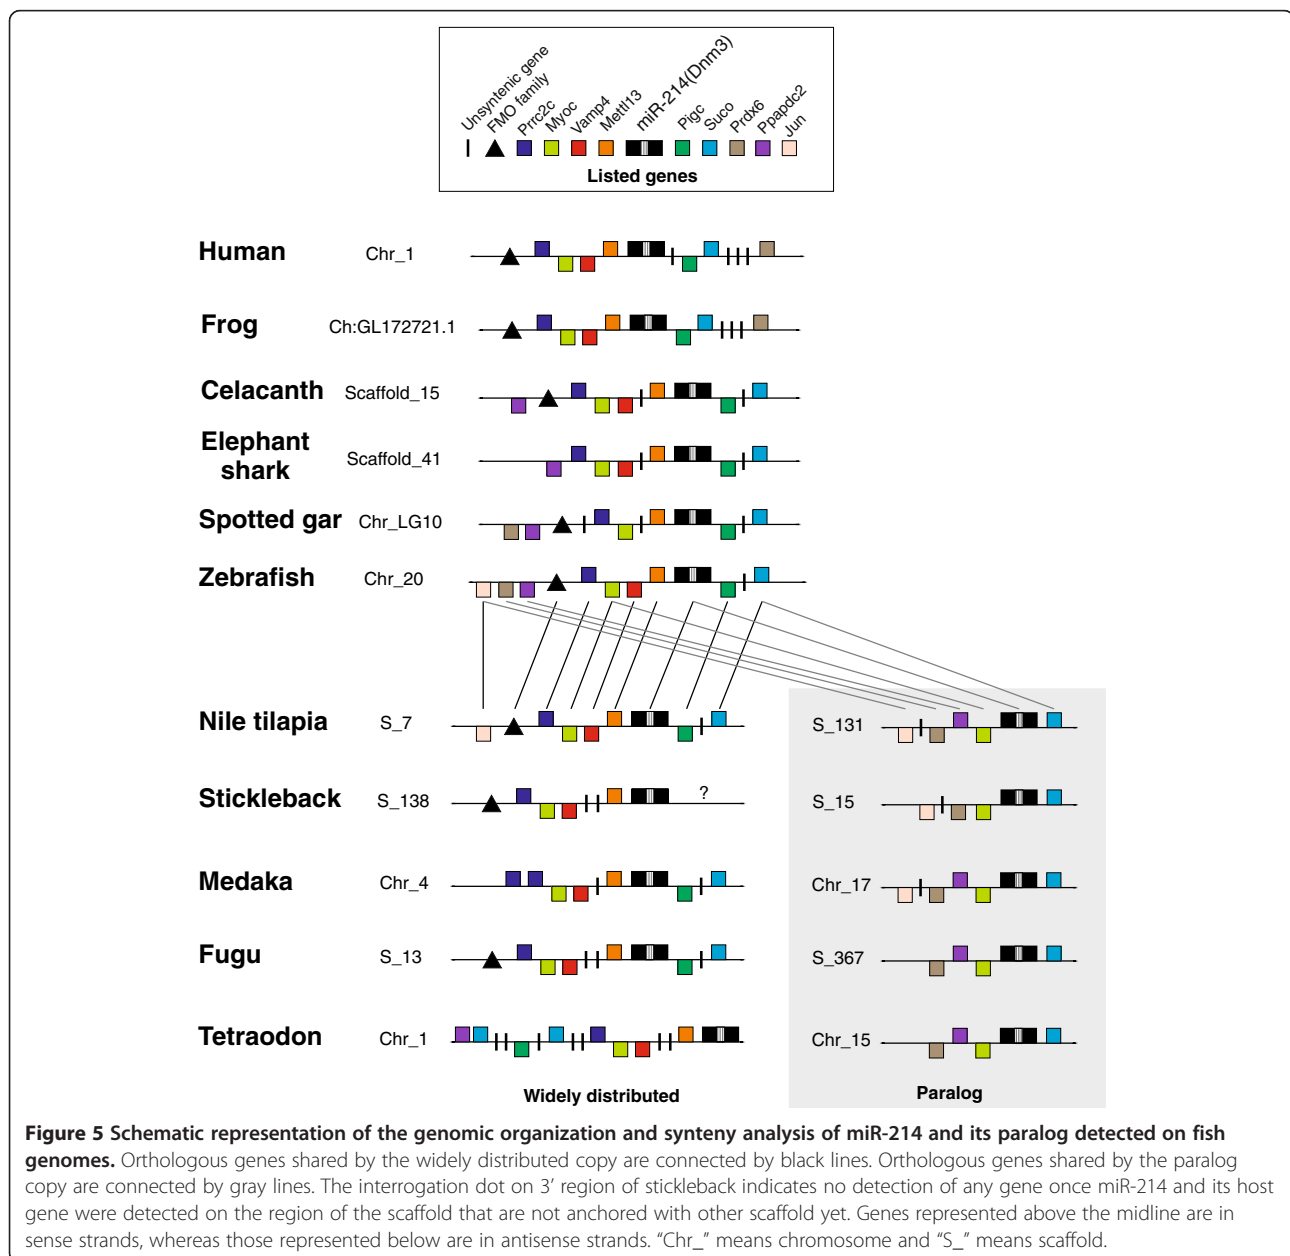 Unsyntenic gene
FMO family
Prrc2c
Myoc
Vamp4
Mettl13
miR-214(Dnm3)
Pigc
Suco
Prdx6
Ppapdc2
Jun
Listed genes
Human Chr_1
Frog Ch:GL172721.1
Celacanth Scaffold_15
Elephant
shark Scaffold_41
Spotted gar Chr_LG10
Zebrafish Chr_20
Nile tilapia S_7 S_131
Stickleback S_138 ? S_15
Medaka Chr_4 Chr_17
Fugu S_13 S_367
Tetraodon Chr_1 Chr_15
Widely distributed Paralog
Figure 5 Schematic representation of the genomic organization and synteny analysis of miR-214 and its paralog detected on fish
genomes. Orthologous genes shared by the widely distributed copy are connected by black lines. Orthologous genes shared by the paralog
copy are connected by gray lines. The interrogation dot on 3’ region of stickleback indicates no detection of any gene once miR-214 and its host
gene were detected on the region of the scaffold that are not anchored with other scaffold yet. Genes represented above the midline are in
sense strands, whereas those represented below are in antisense strands. “Chr_” means chromosome and “S_” means scaffold.